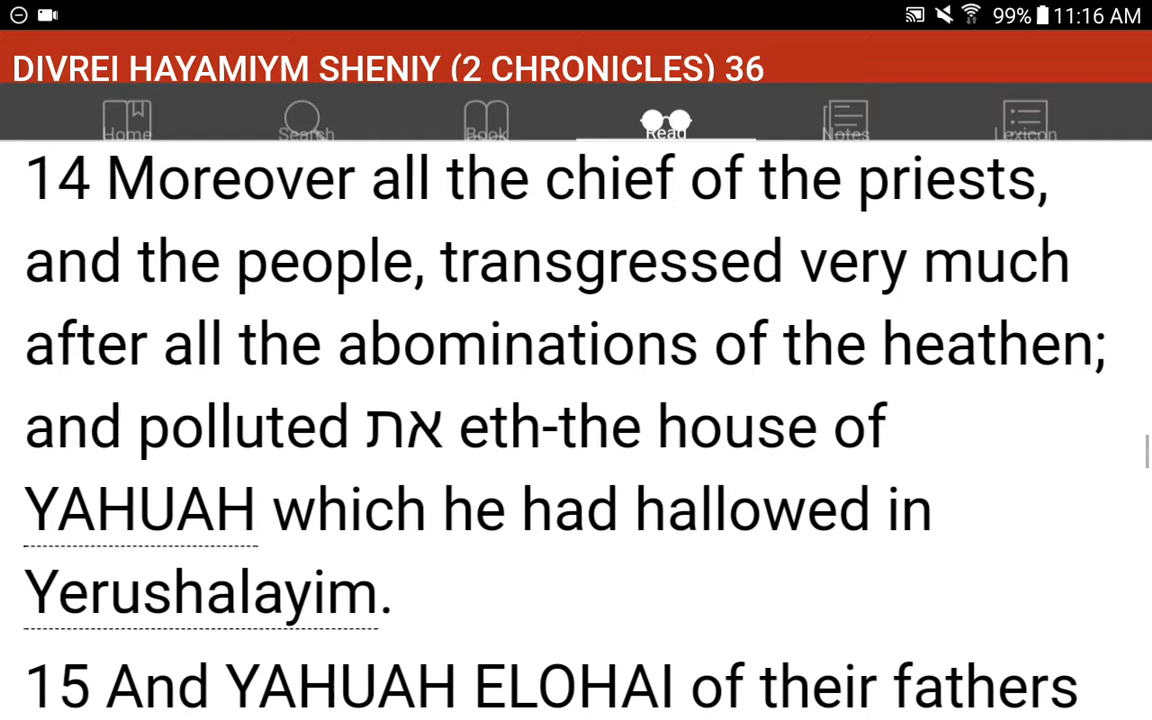 99% 11:16 AM
DIVREI HAYAMIYM SHENIY (2 CHRONICLES) 36
Home Search Book Read Notes Lexicon
14 Moreover all the chief of the priests,
and the people, transgressed very much
after all the abominations of the heathen;
and polluted את eth-the house of
YAHUAH which he had hallowed in
Yerushalayim.
15 And YAHUAH ELOHAI of their fathers